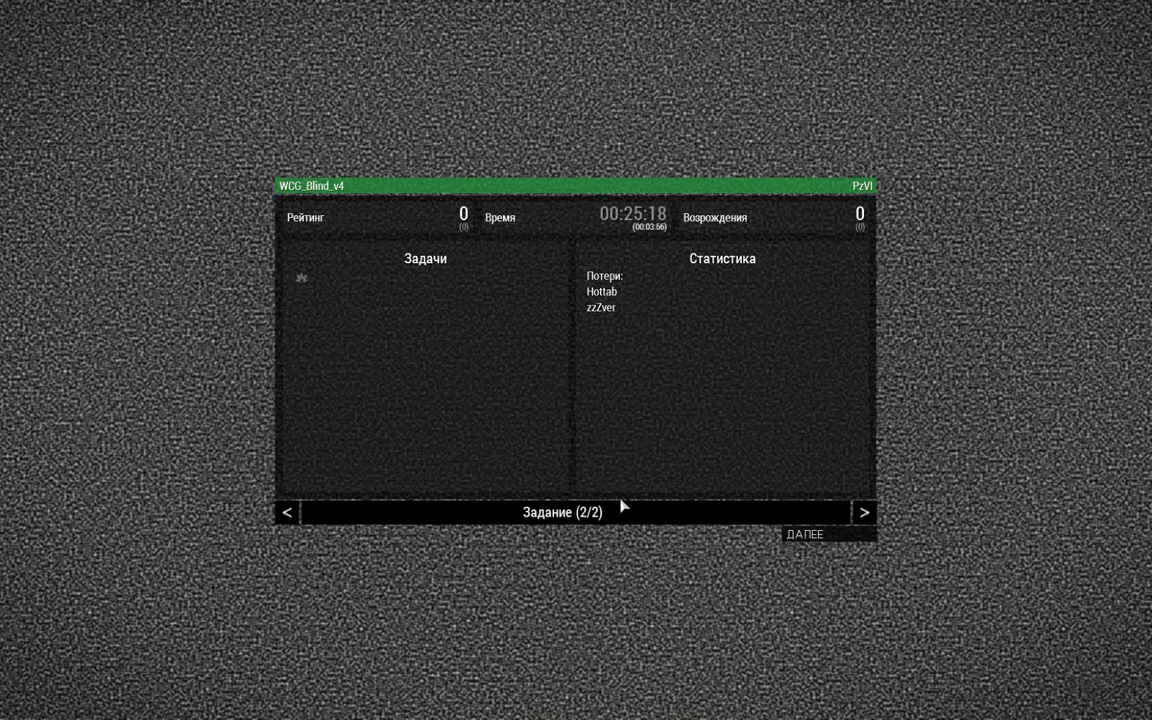 WCG_Blind_v4 PzVI
Рейтинг 0 (0) Время 00:25:18 (00:03:56) Возрождения 0 (0)
Задачи
Статистика
Потери:
Hottab
zzZver
< Задание (2/2) >
ДАЛЕЕ